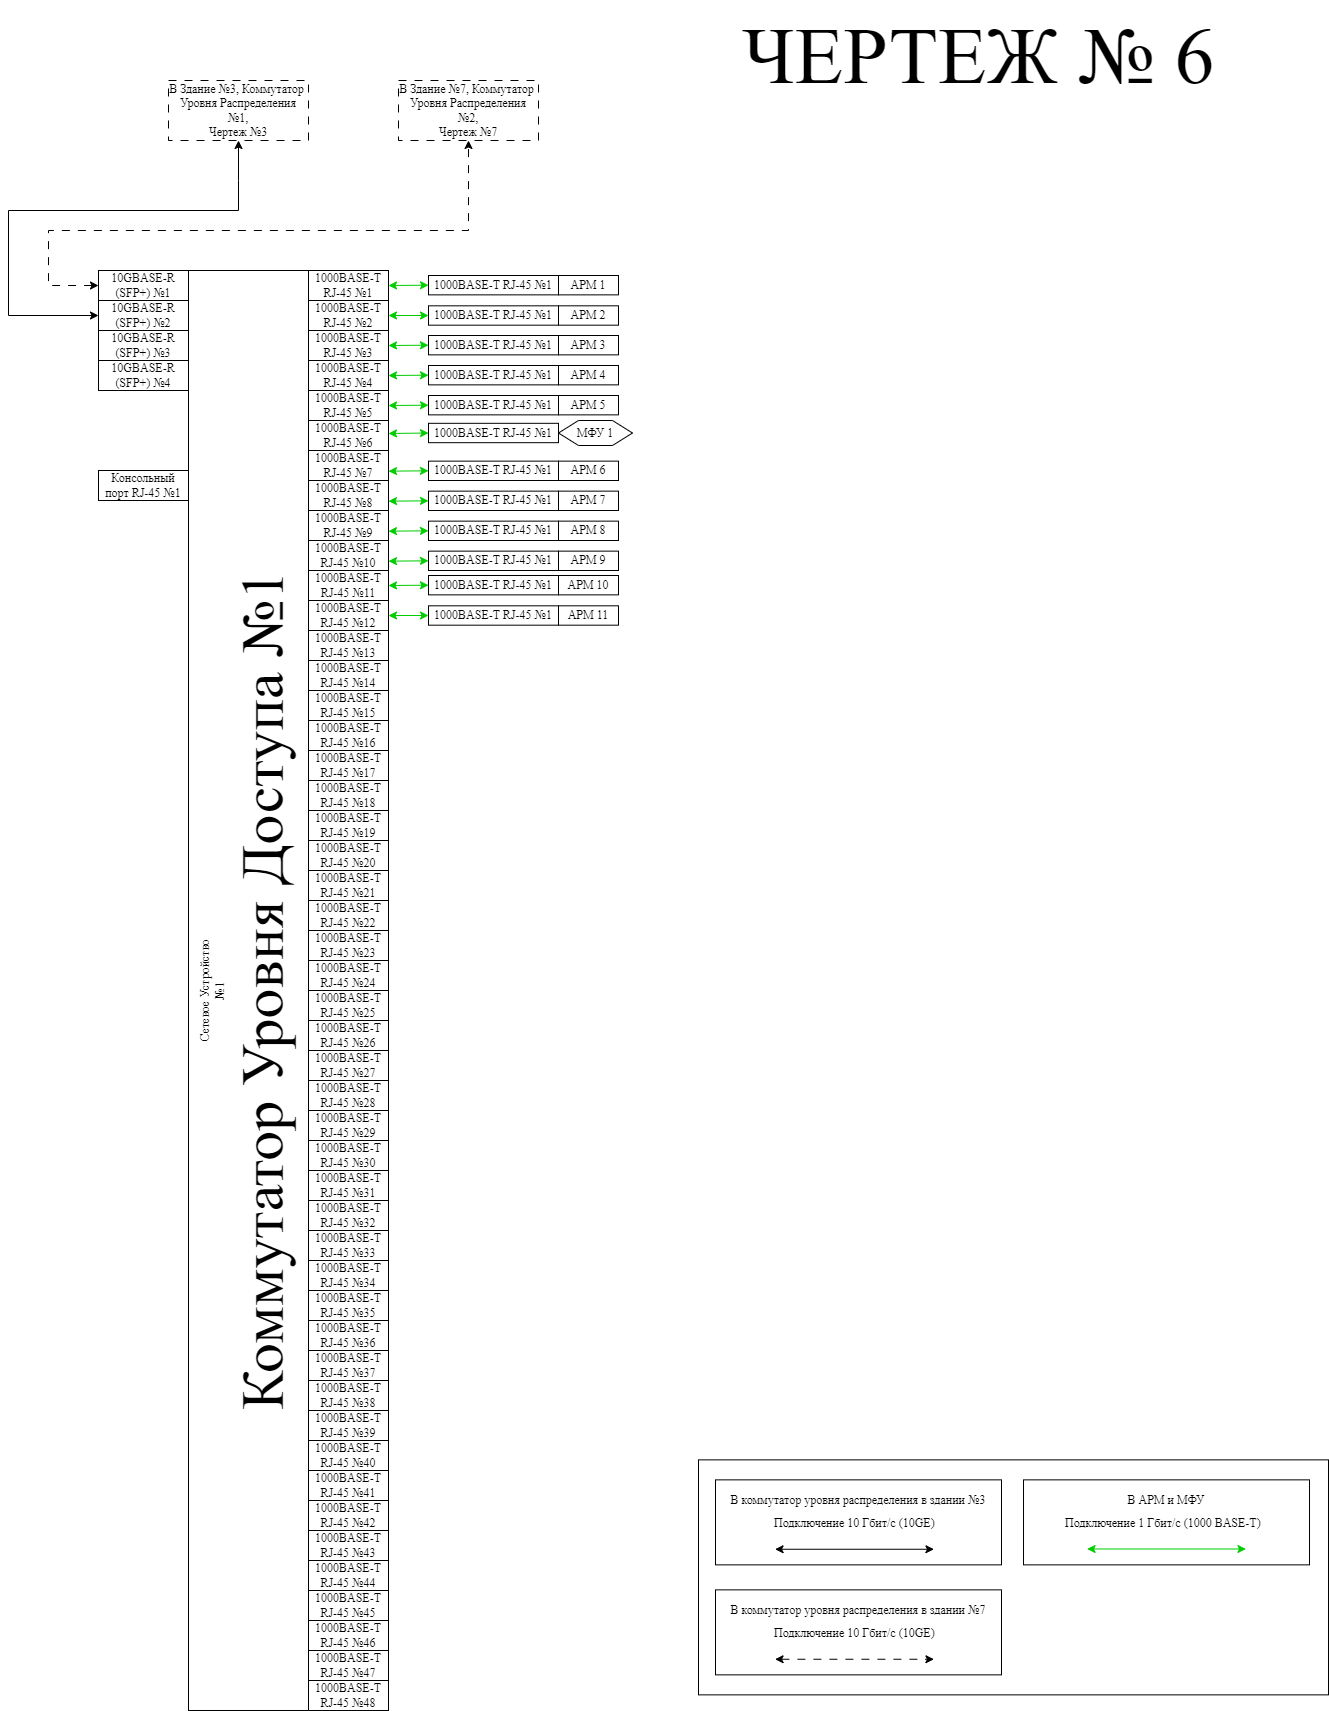 ЧЕРТЕЖ № 6
В Здание №3, Коммутатор
Уровня Распределения
№1,
Чертеж №3
В Здание №7, Коммутатор
Уровня Распределения
№2,
Чертеж №7
10GBASE-R
(SFP+) №1
10GBASE-R
(SFP+) №2
10GBASE-R
(SFP+) №3
10GBASE-R
(SFP+) №4
Консольный
порт RJ-45 №1
Сетевое Устройство
№1
Коммутатор Уровня Доступа №1
1000BASE-T
RJ-45 №1
1000BASE-T
RJ-45 №2
1000BASE-T
RJ-45 №3
1000BASE-T
RJ-45 №4
1000BASE-T
RJ-45 №5
1000BASE-T
RJ-45 №6
1000BASE-T
RJ-45 №7
1000BASE-T
RJ-45 №8
1000BASE-T
RJ-45 №9
1000BASE-T
RJ-45 №10
1000BASE-T
RJ-45 №11
1000BASE-T
RJ-45 №12
1000BASE-T
RJ-45 №13
1000BASE-T
RJ-45 №14
1000BASE-T
RJ-45 №15
1000BASE-T
RJ-45 №16
1000BASE-T
RJ-45 №17
1000BASE-T
RJ-45 №18
1000BASE-T
RJ-45 №19
1000BASE-T
RJ-45 №20
1000BASE-T
RJ-45 №21
1000BASE-T
RJ-45 №22
1000BASE-T
RJ-45 №23
1000BASE-T
RJ-45 №24
1000BASE-T
RJ-45 №25
1000BASE-T
RJ-45 №26
1000BASE-T
RJ-45 №27
1000BASE-T
RJ-45 №28
1000BASE-T
RJ-45 №29
1000BASE-T
RJ-45 №30
1000BASE-T
RJ-45 №31
1000BASE-T
RJ-45 №32
1000BASE-T
RJ-45 №33
1000BASE-T
RJ-45 №34
1000BASE-T
RJ-45 №35
1000BASE-T
RJ-45 №36
1000BASE-T
RJ-45 №37
1000BASE-T
RJ-45 №38
1000BASE-T
RJ-45 №39
1000BASE-T
RJ-45 №40
1000BASE-T
RJ-45 №41
1000BASE-T
RJ-45 №42
1000BASE-T
RJ-45 №43
1000BASE-T
RJ-45 №44
1000BASE-T
RJ-45 №45
1000BASE-T
RJ-45 №46
1000BASE-T
RJ-45 №47
1000BASE-T
RJ-45 №48
1000BASE-T RJ-45 №1 АРМ 1
1000BASE-T RJ-45 №1 АРМ 2
1000BASE-T RJ-45 №1 АРМ 3
1000BASE-T RJ-45 №1 АРМ 4
1000BASE-T RJ-45 №1 АРМ 5
1000BASE-T RJ-45 №1 МФУ 1
1000BASE-T RJ-45 №1 АРМ 6
1000BASE-T RJ-45 №1 АРМ 7
1000BASE-T RJ-45 №1 АРМ 8
1000BASE-T RJ-45 №1 АРМ 9
1000BASE-T RJ-45 №1 АРМ 10
1000BASE-T RJ-45 №1 АРМ 11
В коммутатор уровня распределения в здании №3
Подключение 10 Гбит/с (10GE)
В АРМ и МФУ
Подключение 1 Гбит/с (1000 BASE-T)
В коммутатор уровня распределения в здании №7
Подключение 10 Гбит/с (10GE)